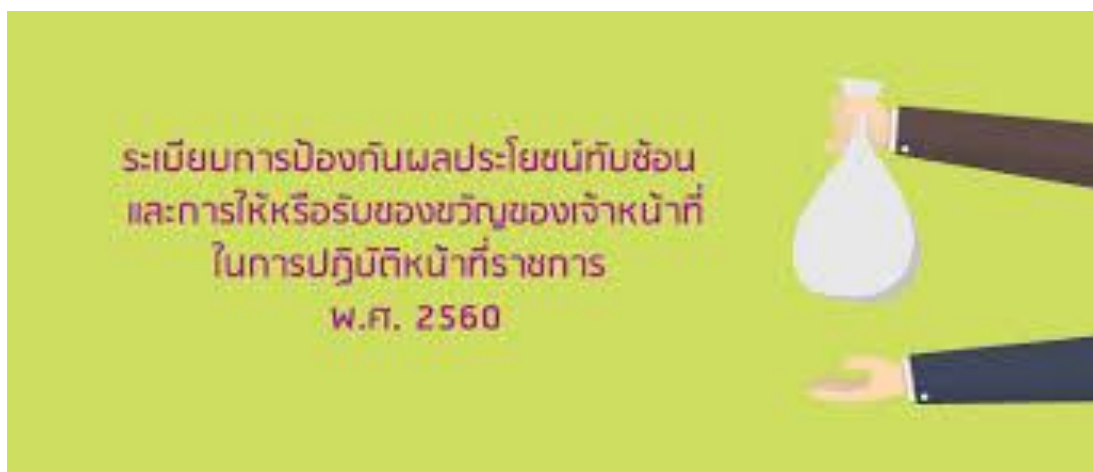 ระเบียบการป้องกันผลประโยชน์ทับซ้อน
และการให้หรือรับของขวัญของเจ้าหน้าที่
ในการปฏิบัติหน้าที่ราชการ
พ.ศ. 2560